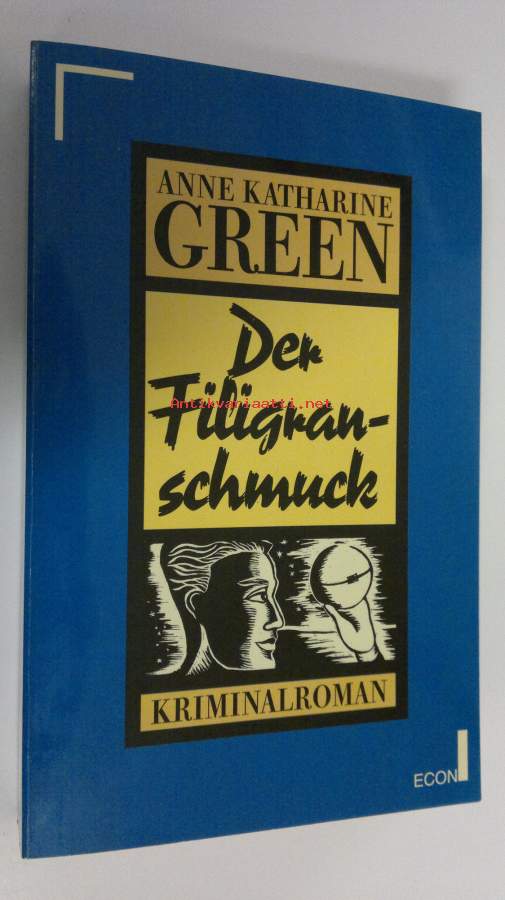 ANNE KATHARINE
GREEN
Der
Antikvariaatti.net
Filigran-
schmuck
KRIMINALROMAN
ECON